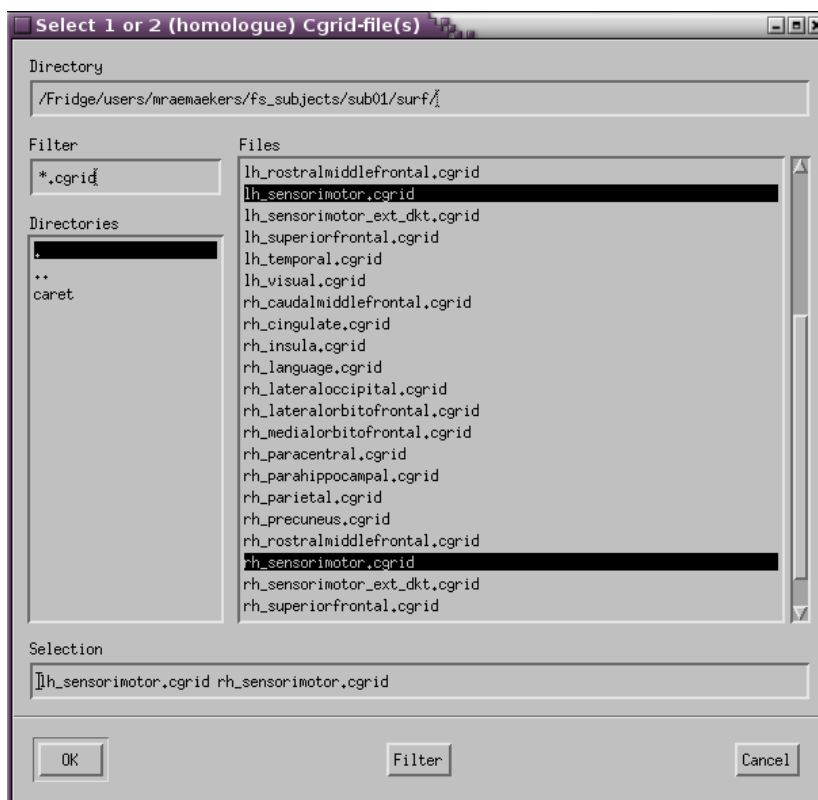 Select 1 or 2 (homologue) Cgrid-file(s)
Directory
/Fridge/users/mraemaekers/fs_subjects/sub01/surf/
Filter
*.cgrid
Directories
.
..
caret
Files
lh_rostralmiddlefrontal.cgrid
lh_sensorimotor.cgrid
lh_sensorimotor_ext_dkt.cgrid
lh_superiorfrontal.cgrid
lh_temporal.cgrid
lh_visual.cgrid
rh_caudalmiddlefrontal.cgrid
rh_cingulate.cgrid
rh_insula.cgrid
rh_language.cgrid
rh_lateraloccipital.cgrid
rh_lateralorbitofrontal.cgrid
rh_medialorbitofrontal.cgrid
rh_paracentral.cgrid
rh_parahippocampal.cgrid
rh_parietal.cgrid
rh_precuneus.cgrid
rh_rostralmiddlefrontal.cgrid
rh_sensorimotor.cgrid
rh_sensorimotor_ext_dkt.cgrid
rh_superiorfrontal.cgrid
Selection
lh_sensorimotor.cgrid rh_sensorimotor.cgrid
OK
Filter
Cancel